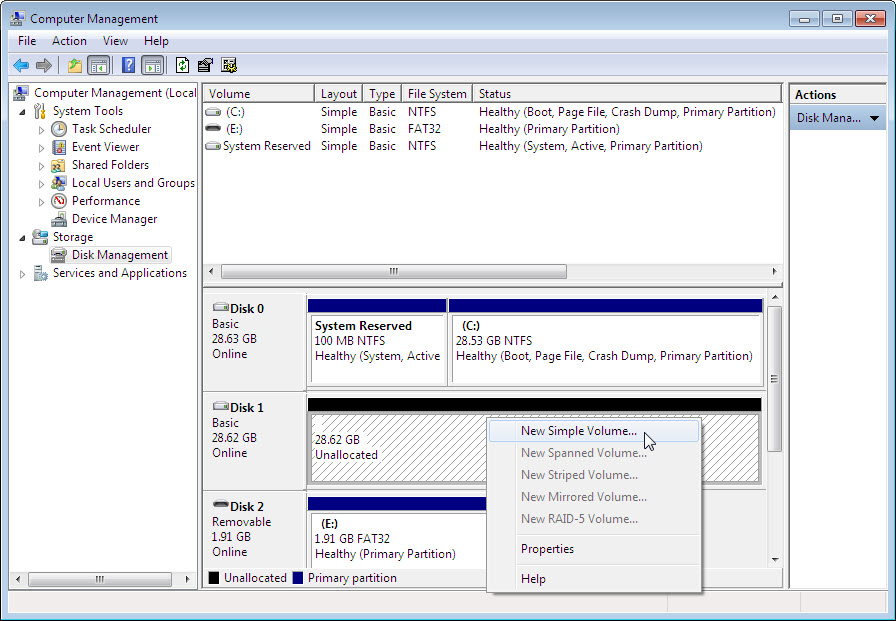 Computer Management
File Action View Help
Computer Management (Local
System Tools
Task Scheduler
Event Viewer
Shared Folders
Local Users and Groups
Performance
Device Manager
Storage
Disk Management
Services and Applications
Volume Layout Type File System Status
(C:) Simple Basic NTFS Healthy (Boot, Page File, Crash Dump, Primary Partition)
(E:) Simple Basic FAT32 Healthy (Primary Partition)
System Reserved Simple Basic NTFS Healthy (System, Active, Primary Partition)
Disk 0
Basic
28.63 GB
Online
System Reserved
100 MB NTFS
Healthy (System, Active
(C:)
28.53 GB NTFS
Healthy (Boot, Page File, Crash Dump, Primary Partition)
Disk 1
Basic
28.62 GB
Online
28.62 GB
Unallocated
Disk 2
Removable
1.91 GB
Online
(E:)
1.91 GB FAT32
Healthy (Primary Partition)
Unallocated Primary partition
New Simple Volume...
New Spanned Volume...
New Striped Volume...
New Mirrored Volume...
New RAID-5 Volume...
Properties
Help
Actions
Disk Mana...